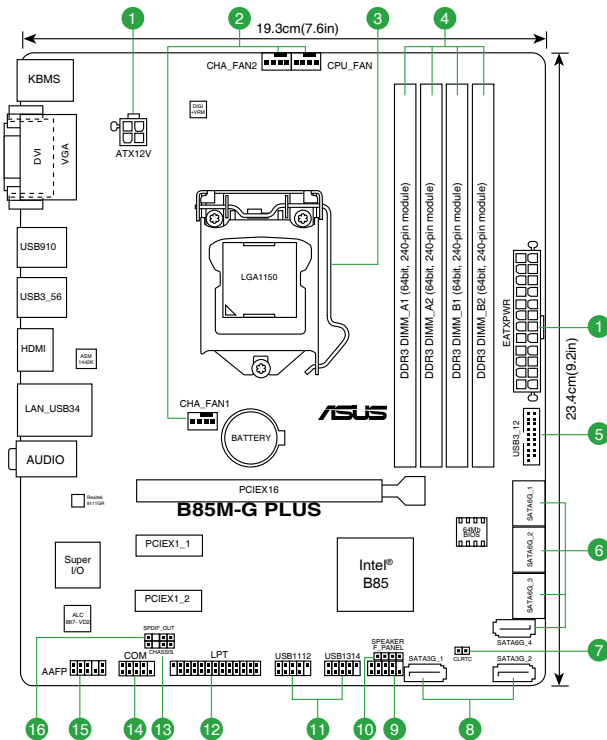 1
2
3
4
19.3cm(7.6in)
KBMS
CHA_FAN2
CPU_FAN
DIGI
+VRM
ATX12V
DVI
VGA
DDR3 DIMM_A1 (64bit, 240-pin module)
DDR3 DIMM_A2 (64bit, 240-pin module)
DDR3 DIMM_B1 (64bit, 240-pin module)
DDR3 DIMM_B2 (64bit, 240-pin module)
USB910
LGA1150
USB3_56
EATXPWR
1
23.4cm(9.2in)
HDMI
ASM
1442K
LAN_USB34
CHA_FAN1
ASUS
BATTERY
USB3_12
5
AUDIO
PCIEX16
Realtek
8111GR
B85M-G PLUS
SATA6G_1
64Mb
BIOS
PCIEX1_1
SATA6G_2
6
Super
I/O
Intel®
B85
PCIEX1_2
SATA6G_3
ALC
887-VD2
SPDIF_OUT
16
CHASSIS
SPEAKER
F_PANEL
SATA6G_4
CLRTC
7
AAFP
COM
LPT
USB1112
USB1314
SATA3G_1
SATA3G_2
15
14
13
12
11
10
9
8